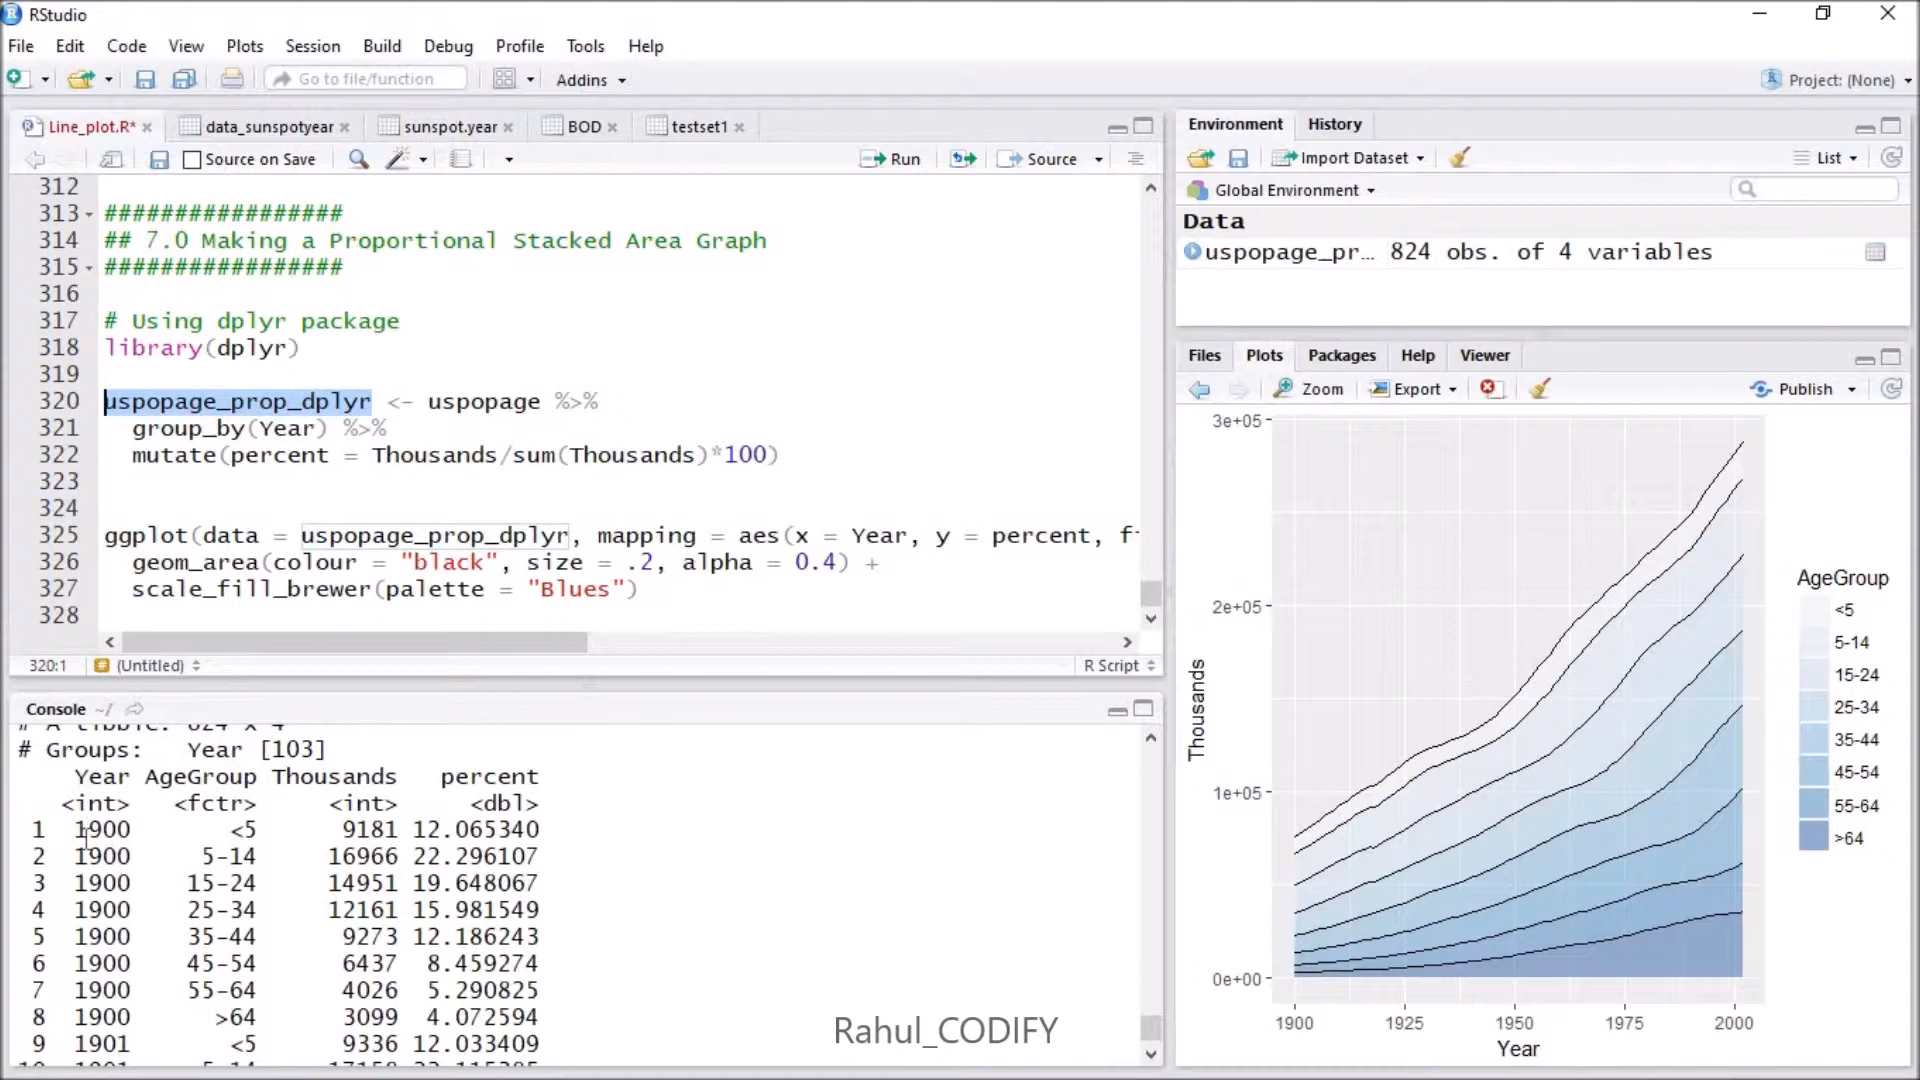 RStudio
File Edit Code View Plots Session Build Debug Profile Tools Help
Go to file/function Addins Project: (None)
Line_plot.R* data_sunspotyear sunspot.year BOD testset1
Source on Save Run Source
312
313 #################
314 ## 7.0 Making a Proportional Stacked Area Graph
315 #################
316
317 # Using dplyr package
318 library(dplyr)
319
320 uspopage_prop_dplyr <- uspopage %>%
321 group_by(Year) %>%
322 mutate(percent = Thousands/sum(Thousands)*100)
323
324
325 ggplot(data = uspopage_prop_dplyr, mapping = aes(x = Year, y = percent,
326 geom_area(colour = "black", size = .2, alpha = 0.4) +
327 scale_fill_brewer(palette = "Blues")
328
320:1 (Untitled) R Script
Console ~/
# Groups: Year [103]
Year AgeGroup Thousands percent
<int> <fctr> <int> <dbl>
1 1900 <5 9181 12.065340
2 1900 5-14 16966 22.296107
3 1900 15-24 14951 19.648067
4 1900 25-34 12161 15.981549
5 1900 35-44 9273 12.186243
6 1900 45-54 6437 8.459274
7 1900 55-64 4026 5.290825
8 1900 >64 3099 4.072594
9 1901 <5 9336 12.033409
Rahul_CODIFY
Environment History
Import Dataset List
Global Environment
Data
uspopage_pr... 824 obs. of 4 variables
Files Plots Packages Help Viewer
Zoom Export Publish
3e+05
2e+05
1e+05
0e+00
Thousands
1900 1925 1950 1975 2000
Year
AgeGroup
<5
5-14
15-24
25-34
35-44
45-54
55-64
>64